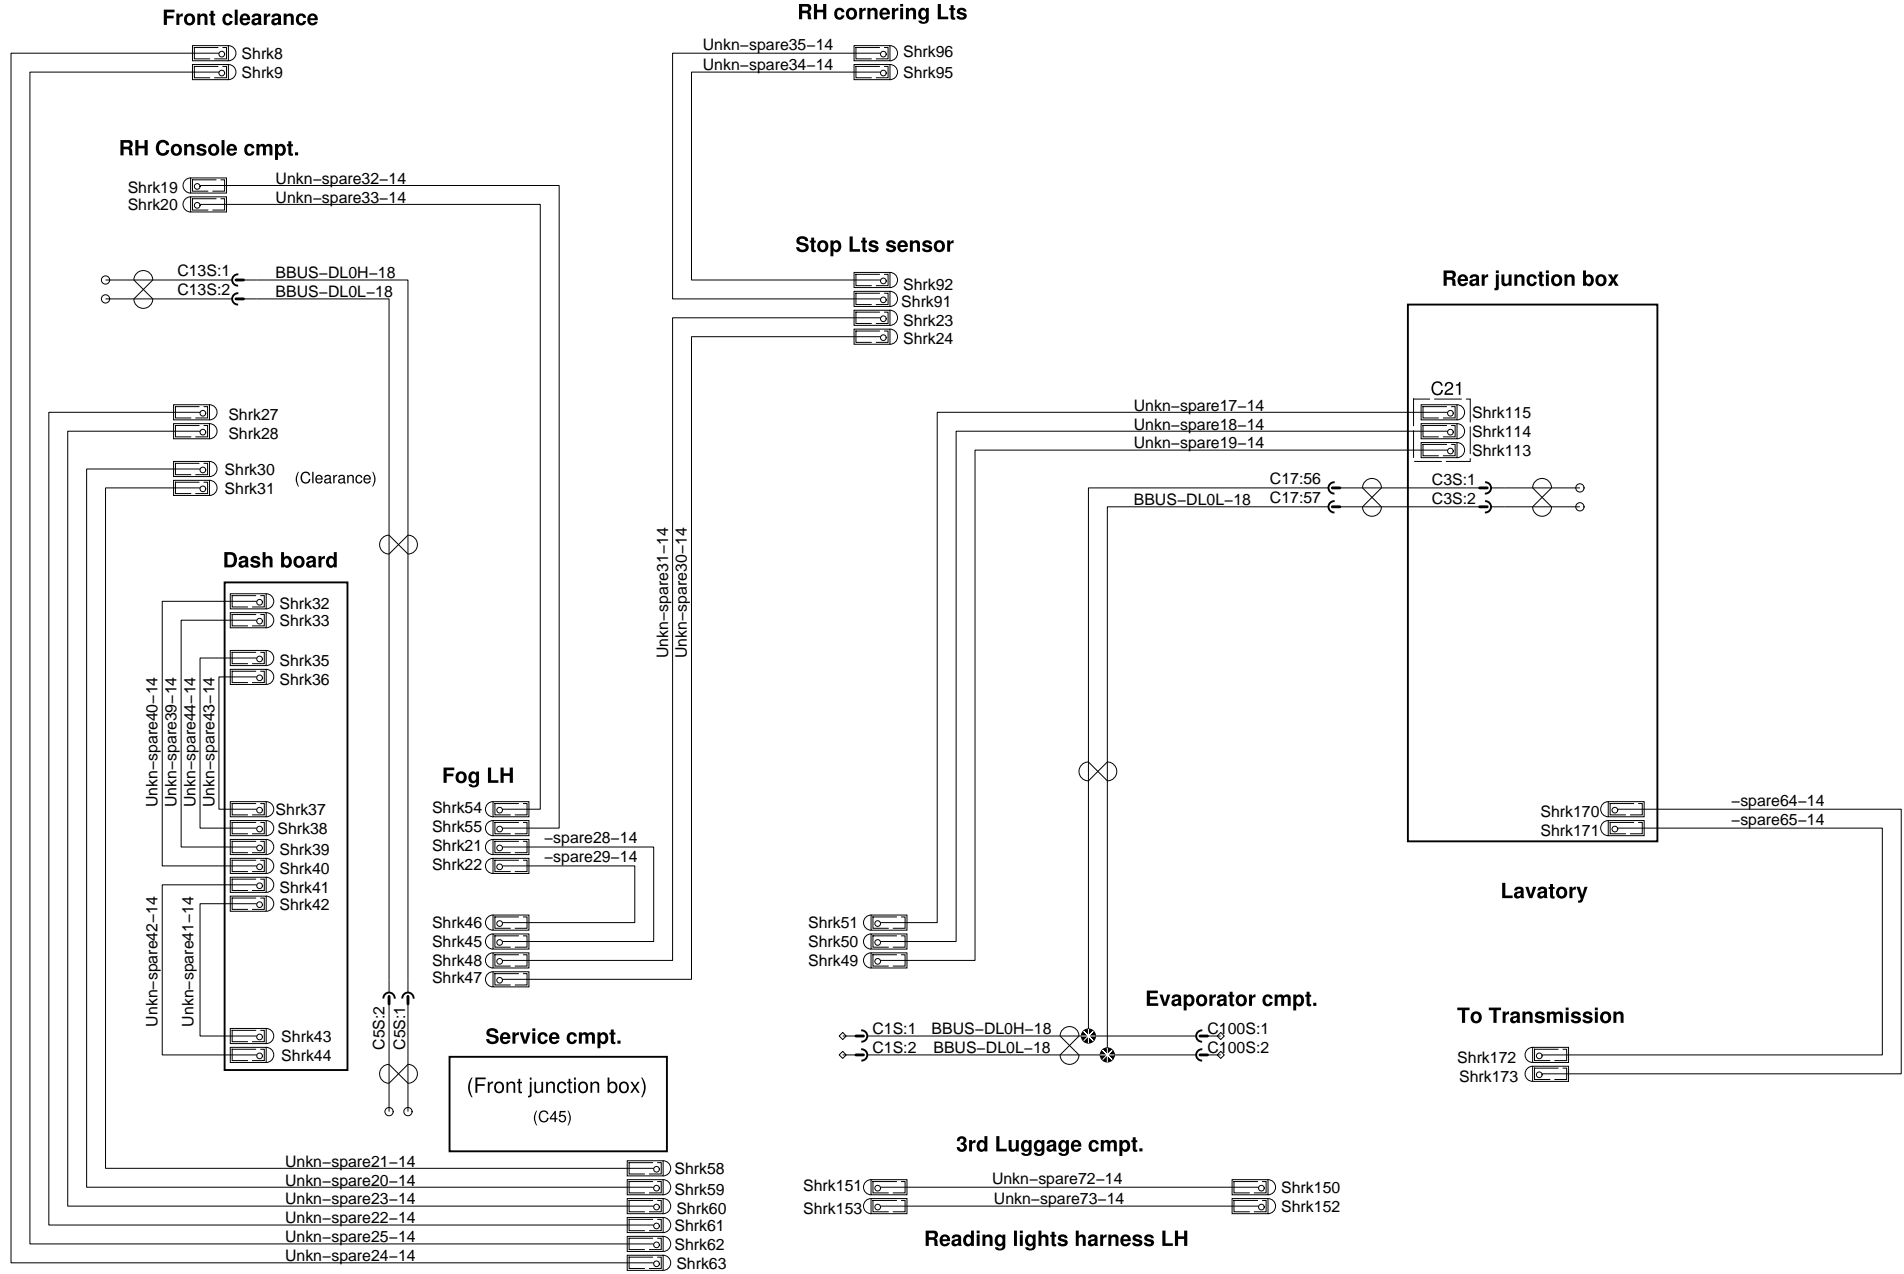 Front clearance
Shrk8
Shrk9
RH cornering Lts
Unkn–spare35–14
Shrk96
Unkn–spare34–14
Shrk95
RH Console cmpt.
Shrk19
Unkn–spare32–14
Shrk20
Unkn–spare33–14
C13S:1
BBUS–DL0H–18
C13S:2
BBUS–DL0L–18
Stop Lts sensor
Shrk92
Shrk91
Shrk23
Shrk24
Rear junction box
C21
Unkn–spare17–14
Shrk115
Unkn–spare18–14
Shrk114
Unkn–spare19–14
Shrk113
C17:56
C3S:1
BBUS–DL0L–18
C17:57
C3S:2
Shrk27
Shrk28
Shrk30
Shrk31
(Clearance)
Unkn–spare31–14
Unkn–spare30–14
Dash board
Shrk32
Shrk33
Shrk35
Shrk36
Unkn–spare40–14
Unkn–spare39–14
Unkn–spare44–14
Unkn–spare43–14
Shrk37
Shrk38
Shrk39
Shrk40
Shrk41
Shrk42
Unkn–spare42–14
Unkn–spare41–14
Shrk43
Shrk44
C5S:2
C5S:1
Fog LH
Shrk54
Shrk55
Shrk21
–spare28–14
Shrk22
–spare29–14
Shrk46
Shrk45
Shrk48
Shrk47
Shrk51
Shrk50
Shrk49
Shrk170
–spare64–14
Shrk171
–spare65–14
Lavatory
Evaporator cmpt.
C1S:1
BBUS–DL0H–18
C100S:1
C1S:2
BBUS–DL0L–18
C100S:2
To Transmission
Shrk172
Shrk173
Service cmpt.
(Front junction box)
(C45)
Unkn–spare21–14
Shrk58
Unkn–spare20–14
Shrk59
Unkn–spare23–14
Shrk60
Unkn–spare22–14
Shrk61
Unkn–spare25–14
Shrk62
Unkn–spare24–14
Shrk63
3rd Luggage cmpt.
Shrk151
Unkn–spare72–14
Shrk150
Shrk153
Unkn–spare73–14
Shrk152
Reading lights harness LH